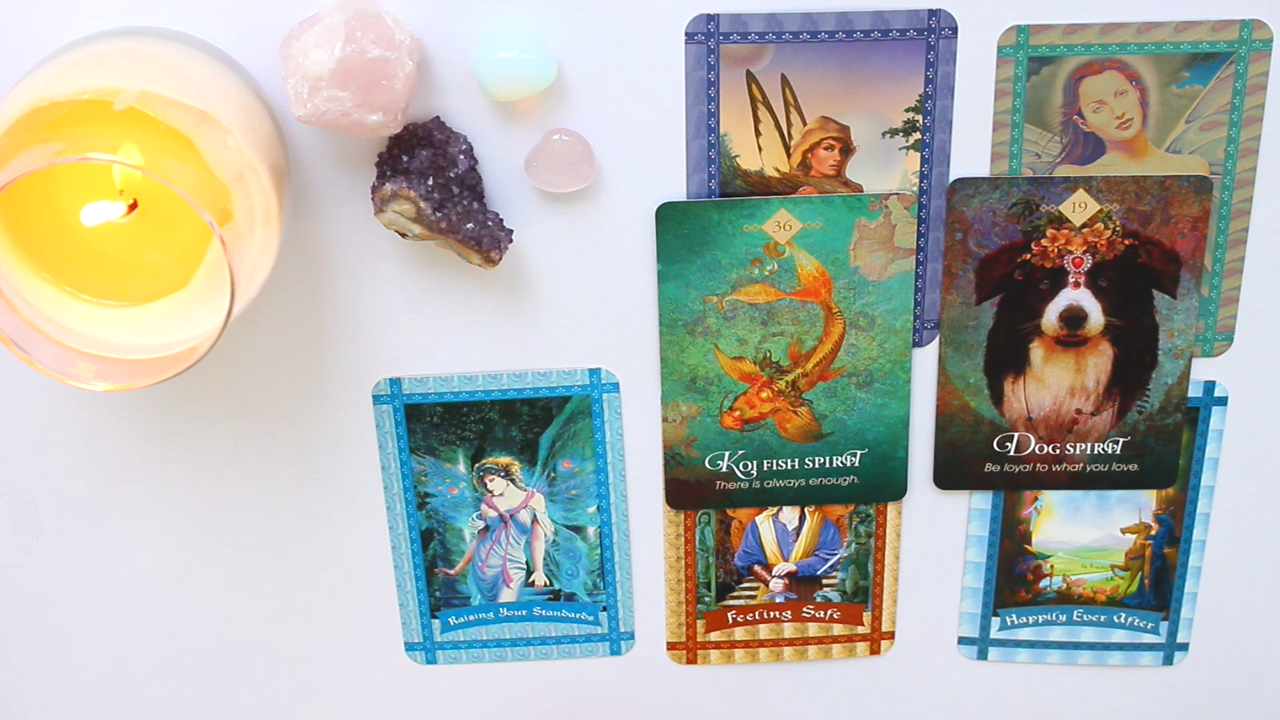 36
Koi fish spirit
There is always enough.
19
Dog spirit
Be loyal to what you love.
Raising Your Standards
Feeling Safe
Happily Ever After